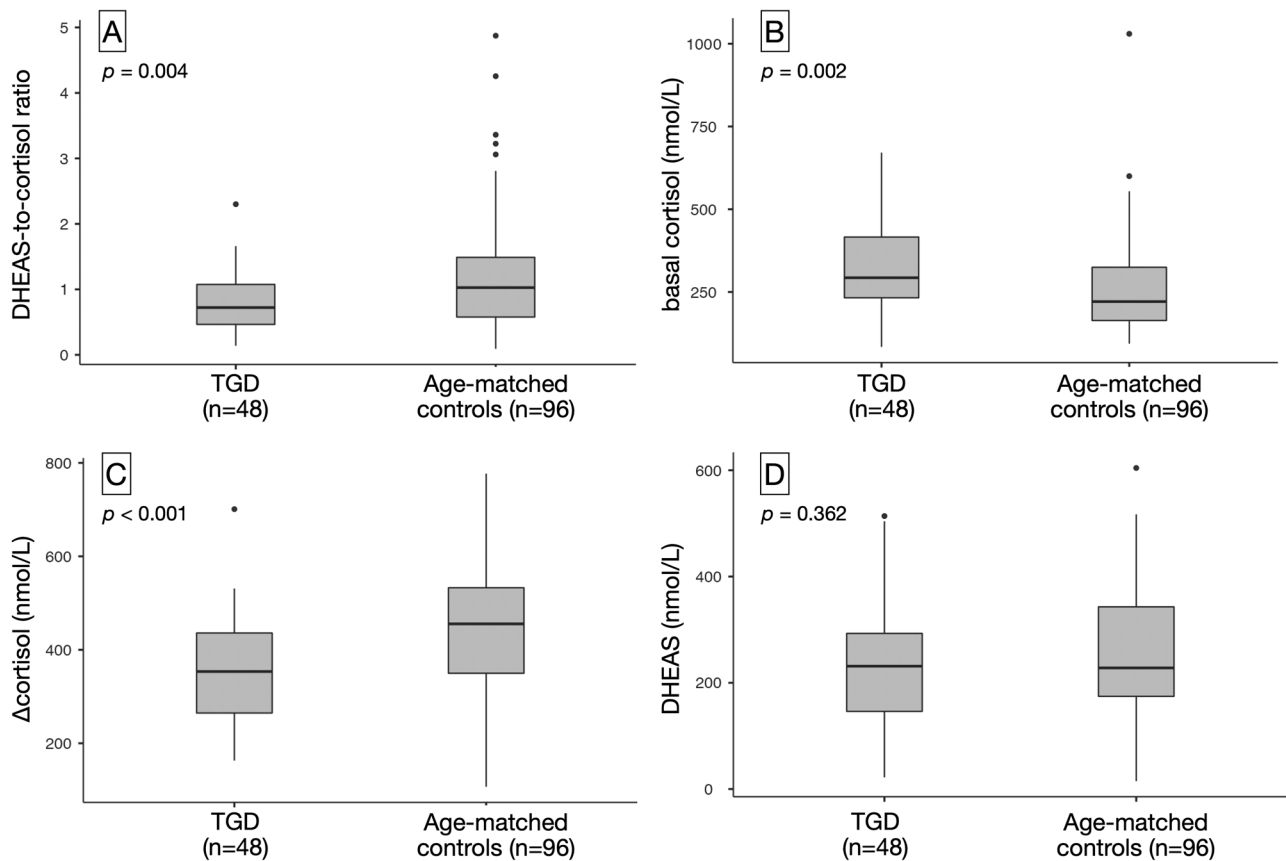 A
p = 0.004
DHEAS-to-cortisol ratio
5
4
3
2
1
0
TGD
(n=48)
Age-matched
controls (n=96)
B
p = 0.002
basal cortisol (nmol/L)
1000
750
500
250
TGD
(n=48)
Age-matched
controls (n=96)
C
p < 0.001
Δcortisol (nmol/L)
800
600
400
200
TGD
(n=48)
Age-matched
controls (n=96)
D
p = 0.362
DHEAS (nmol/L)
600
400
200
0
TGD
(n=48)
Age-matched
controls (n=96)